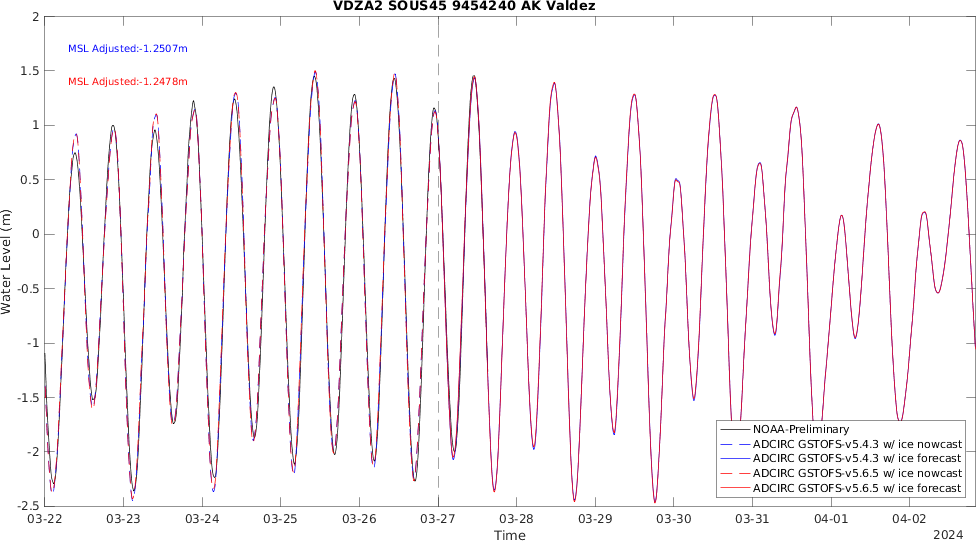 VDZA2 SOUS45 9454240 AK Valdez
MSL Adjusted:-1.2507m
MSL Adjusted:-1.2478m
Water Level (m)
2
1.5
1
0.5
0
-0.5
-1
-1.5
-2
-2.5
NOAA-Preliminary
ADCIRC GSTOFS-v5.4.3 w/ ice nowcast
ADCIRC GSTOFS-v5.4.3 w/ ice forecast
ADCIRC GSTOFS-v5.6.5 w/ ice nowcast
ADCIRC GSTOFS-v5.6.5 w/ ice forecast
03-22 03-23 03-24 03-25 03-26 03-27 03-28 03-29 03-30 03-31 04-01 04-02
Time
2024